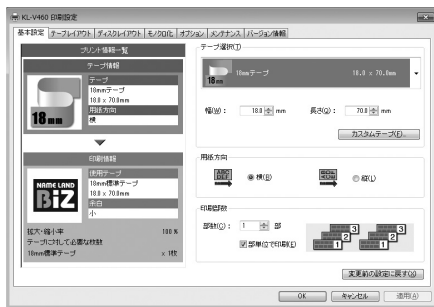 KL-V460 印刷設定
基本設定 テープレイアウト ディスクレイアウト モノクロ化 オプション メンテナンス バージョン情報
プリント情報一覧
テープ情報
テープ
18mmテープ
18.0 x 70.0mm
用紙方向
横
18mm
印刷情報
使用テープ
18mm標準テープ
18.0 x 70.0mm
余白
小
NAME LAND
BiZ
拡大・縮小率 100 %
テープに対して必要な枚数
18mm標準テープ x 1枚
テープ選択(T)
18mm 18mmテープ 18.0 x 70.0mm
幅(W): 18.0 mm 長さ(G): 70.0 mm
カスタムテープ(F)...
用紙方向
ABC
DEF
横(B)
縦(L)
印刷部数
部数(C): 1 部
部単位で印刷(E)
1 2 3 1 2 3
変更前の設定に戻す(X)
OK キャンセル 適用(A)